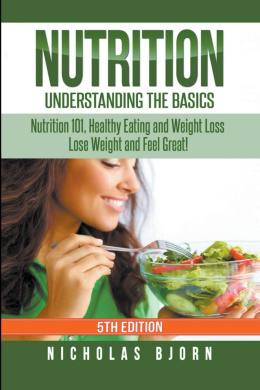 NUTRITION
UNDERSTANDING THE BASICS
Nutrition 101, Healthy Eating and Weight Loss
Lose Weight and Feel Great!
5TH EDITION
NICHOLAS BJORN